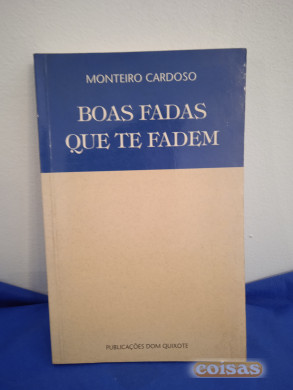 MONTEIRO CARDOSO
BOAS FADAS
QUE TE FADEM
PUBLICAÇÕES DOM QUIXOTE
coisas